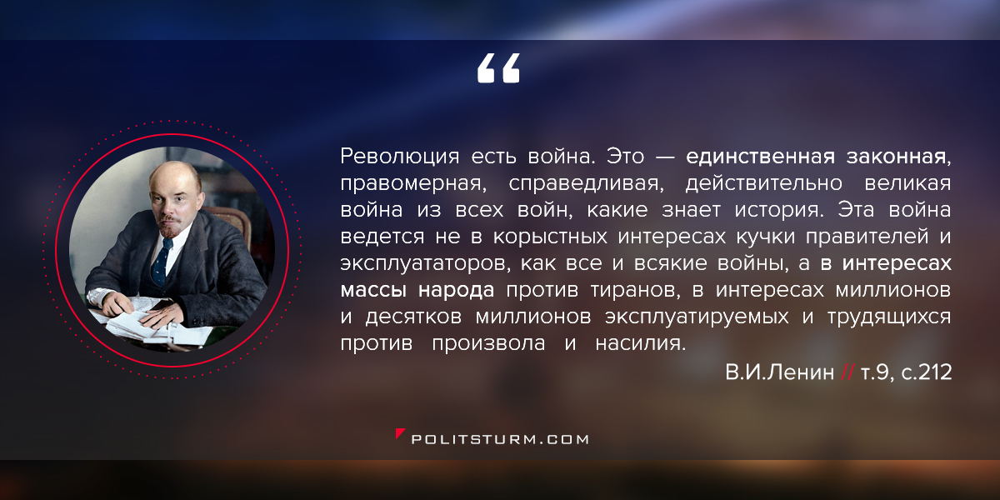 “
Революция есть война. Это — единственная законная,
правомерная, справедливая, действительно великая
война из всех войн, какие знает история. Эта война
ведется не в корыстных интересах кучки правителей и
эксплуататоров, как все и всякие войны, а в интересах
массы народа против тиранов, в интересах миллионов
и десятков миллионов эксплуатируемых и трудящихся
против произвола и насилия.
В.И.Ленин // т.9, с.212
POLITSTURM.COM